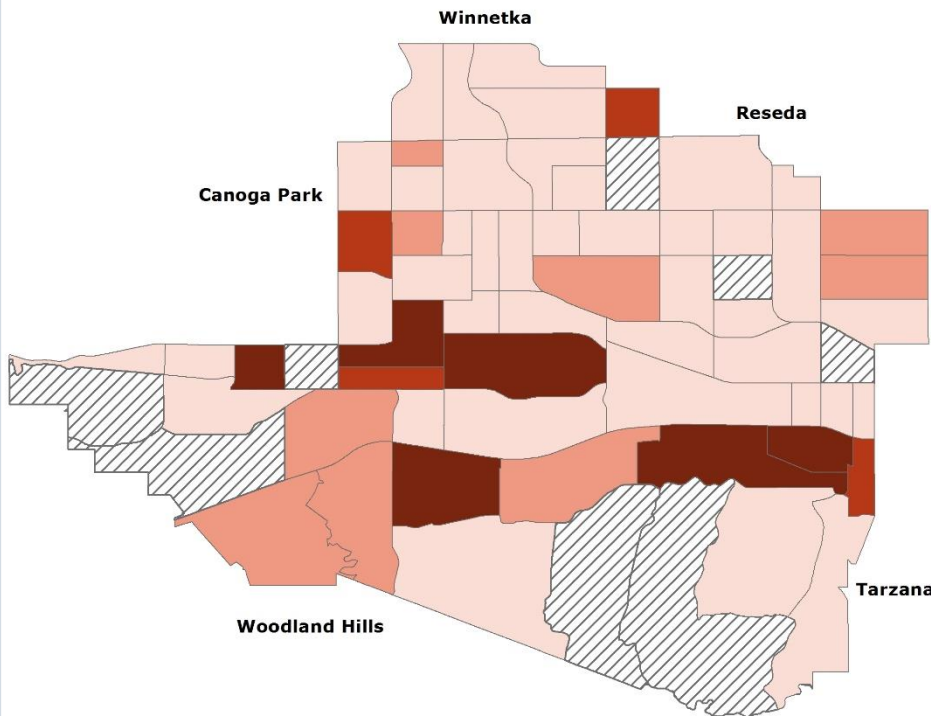 Winnetka
Reseda
Canoga Park
Tarzana
Woodland Hills